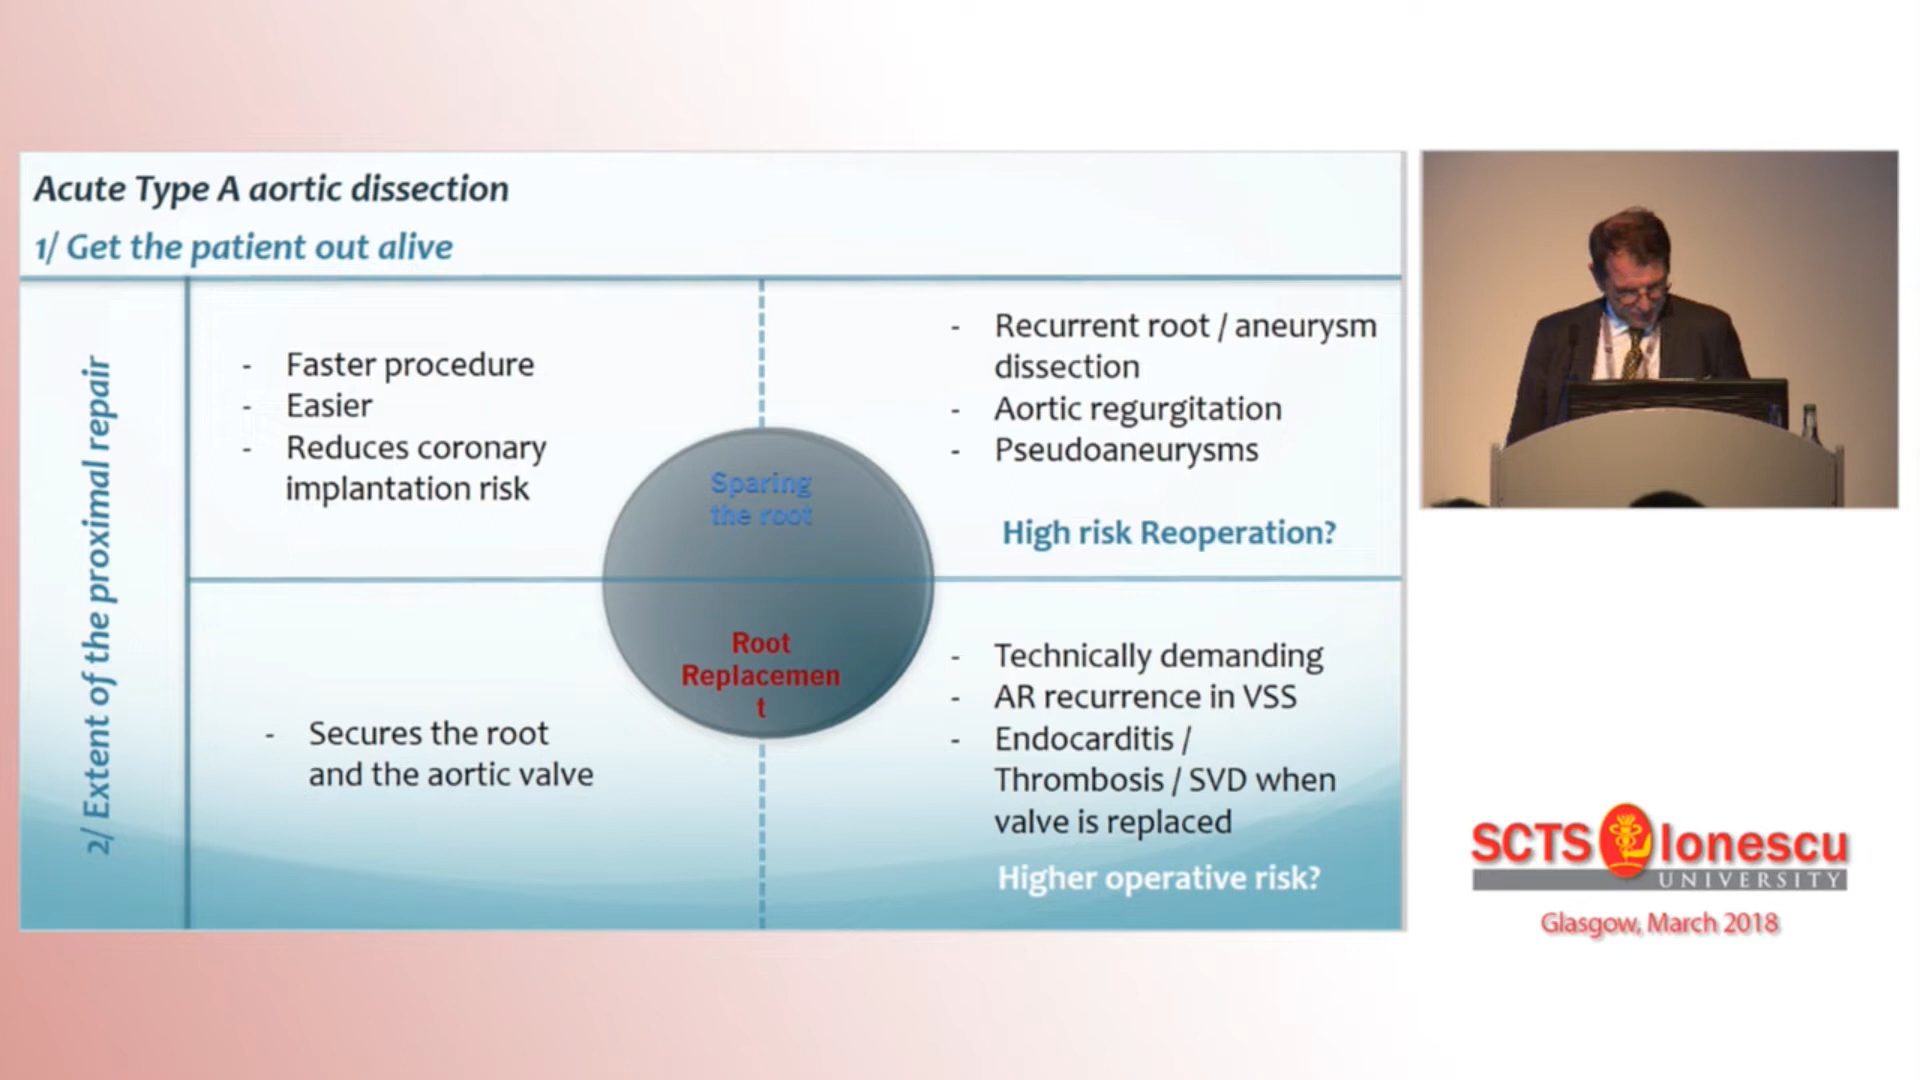 Acute Type A aortic dissection
1/ Get the patient out alive
2/ Extent of the proximal repair
- Faster procedure
- Easier
- Reduces coronary
implantation risk
Sparing
the root
- Recurrent root / aneurysm
dissection
- Aortic regurgitation
- Pseudoaneurysms
High risk Reoperation?
Root
Replacemen
t
- Secures the root
and the aortic valve
- Technically demanding
- AR recurrence in VSS
- Endocarditis /
Thrombosis / SVD when
valve is replaced
Higher operative risk?
SCTS Ionescu
UNIVERSITY
Glasgow, March 2018